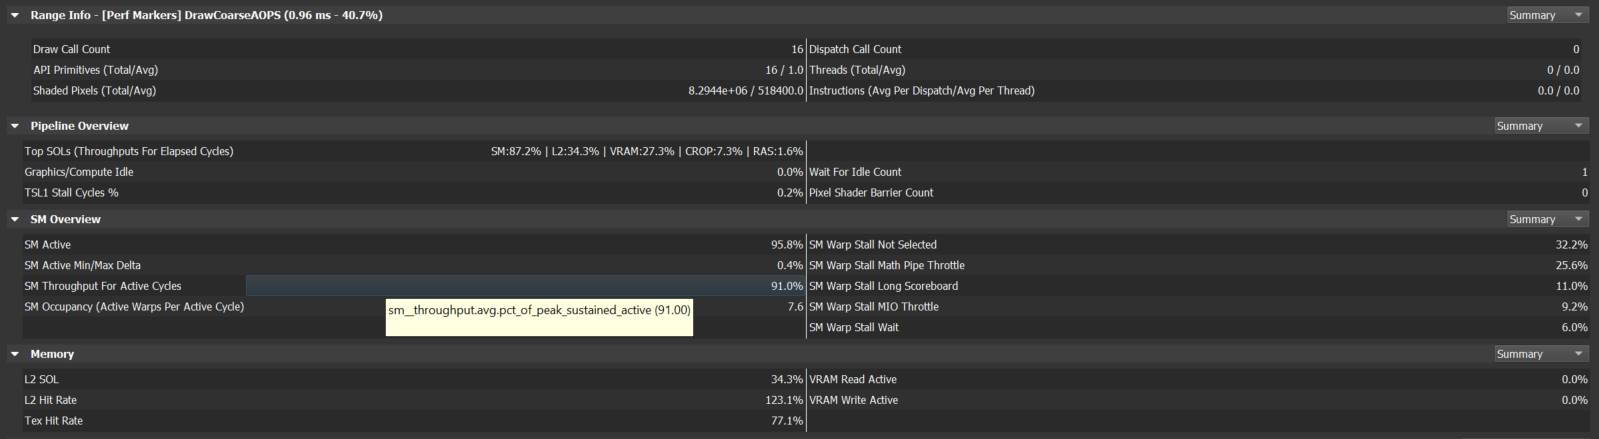 Range Info - [Perf Markers] DrawCoarseAOPS (0.96 ms - 40.7%) Summary
Draw Call Count 16 Dispatch Call Count 0
API Primitives (Total/Avg) 16 / 1.0 Threads (Total/Avg) 0 / 0.0
Shaded Pixels (Total/Avg) 8.2944e+06 / 518400.0 Instructions (Avg Per Dispatch/Avg Per Thread) 0.0 / 0.0
Pipeline Overview Summary
Top SOLs (Throughputs For Elapsed Cycles) SM:87.2% | L2:34.3% | VRAM:27.3% | CROP:7.3% | RAS:1.6%
Graphics/Compute Idle 0.0% Wait For Idle Count 1
TSL1 Stall Cycles % 0.2% Pixel Shader Barrier Count 0
SM Overview Summary
SM Active 95.8% SM Warp Stall Not Selected 32.2%
SM Active Min/Max Delta 0.4% SM Warp Stall Math Pipe Throttle 25.6%
SM Throughput For Active Cycles 91.0% SM Warp Stall Long Scoreboard 11.0%
SM Occupancy (Active Warps Per Active Cycle) 7.6 SM Warp Stall MIO Throttle 9.2%
sm__throughput.avg.pct_of_peak_sustained_active (91.00)
SM Warp Stall Wait 6.0%
Memory Summary
L2 SOL 34.3% VRAM Read Active 0.0%
L2 Hit Rate 123.1% VRAM Write Active 0.0%
Tex Hit Rate 77.1%